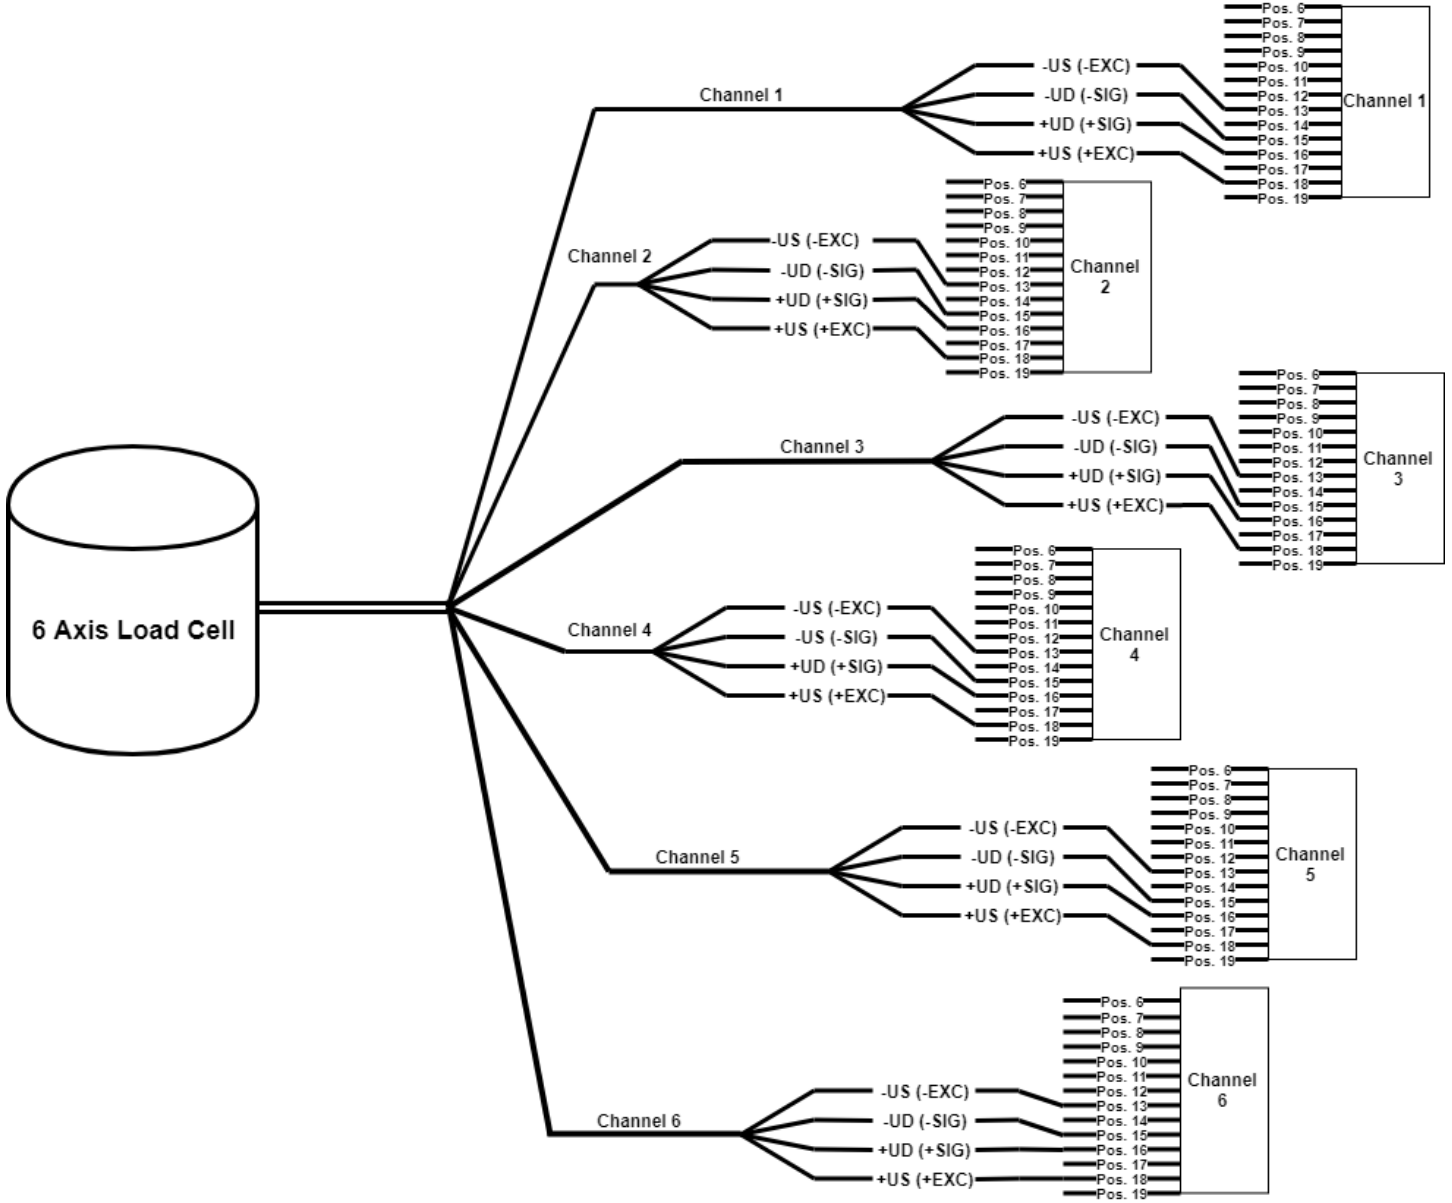 Pos. 6
Pos. 7
Pos. 8
Pos. 9
-US (-EXC)
Pos. 10
Pos. 11
Channel 1
-UD (-SIG)
Pos. 12
Channel 1
Pos. 13
+UD (+SIG)
Pos. 14
Pos. 15
+US (+EXC)
Pos. 16
Pos. 17
Pos. 18
Pos. 19
Pos. 6
Pos. 7
Pos. 8
Pos. 9
-US (-EXC)
Pos. 10
Channel 2
Pos. 11
-UD (-SIG)
Pos. 12
Channel
2
Pos. 13
+UD (+SIG)
Pos. 14
Pos. 15
+US (+EXC)
Pos. 16
Pos. 17
Pos. 18
Pos. 19
Pos. 6
Pos. 7
Pos. 8
Pos. 9
-US (-EXC)
Pos. 10
Channel 3
-UD (-SIG)
Pos. 11
Pos. 12
Channel
3
Pos. 13
+UD (+SIG)
Pos. 14
Pos. 15
+US (+EXC)
Pos. 16
Pos. 17
Pos. 18
Pos. 19
6 Axis Load Cell
Pos. 6
Pos. 7
Pos. 8
Pos. 9
-US (-EXC)
Pos. 10
Channel 4
Pos. 11
-US (-SIG)
Pos. 12
Channel
4
Pos. 13
+UD (+SIG)
Pos. 14
Pos. 15
+US (+EXC)
Pos. 16
Pos. 17
Pos. 18
Pos. 19
Pos. 6
Pos. 7
Pos. 8
Pos. 9
-US (-EXC)
Pos. 10
Pos. 11
Channel 5
-UD (-SIG)
Pos. 12
Channel
5
Pos. 13
+UD (+SIG)
Pos. 14
Pos. 15
+US (+EXC)
Pos. 16
Pos. 17
Pos. 18
Pos. 19
Pos. 6
Pos. 7
Pos. 8
Pos. 9
Pos. 10
Pos. 11
-US (-EXC)
Pos. 12
Channel
6
Pos. 13
Channel 6
-UD (-SIG)
Pos. 14
Pos. 15
+UD (+SIG)
Pos. 16
Pos. 17
+US (+EXC)
Pos. 18
Pos. 19